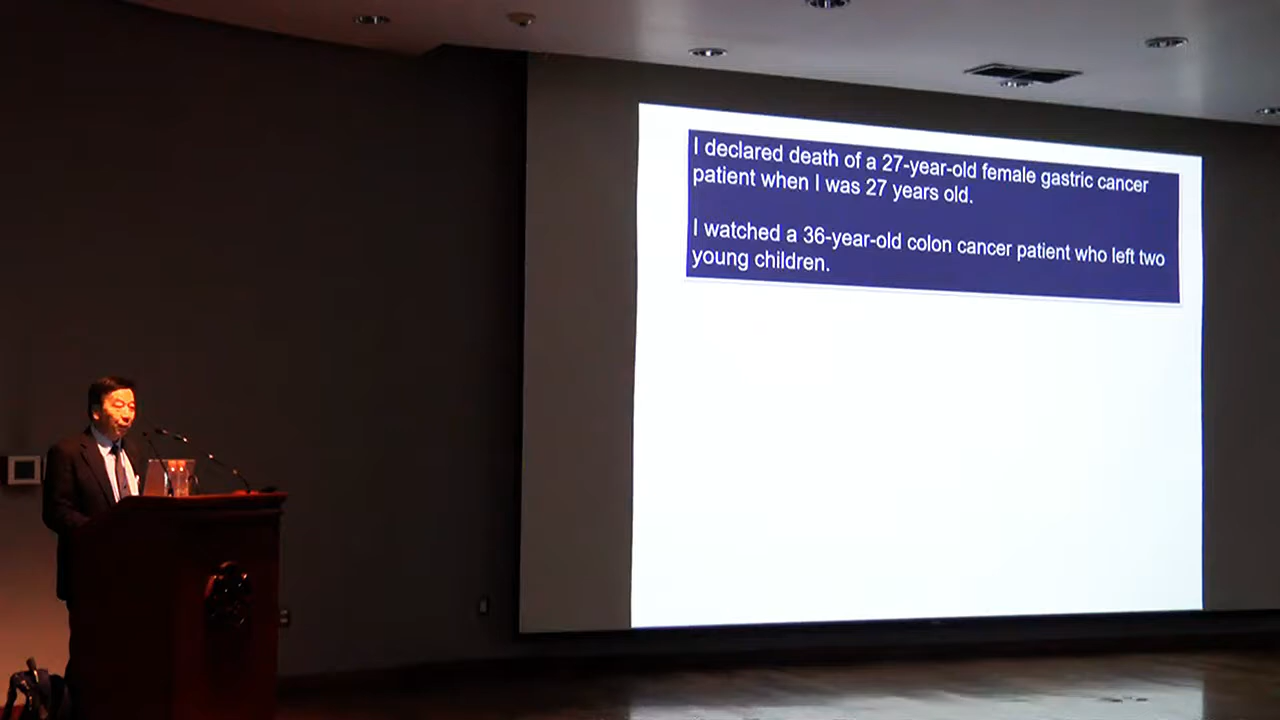 I declared death of a 27-year-old female gastric cancer
patient when I was 27 years old.
I watched a 36-year-old colon cancer patient who left two
young children.